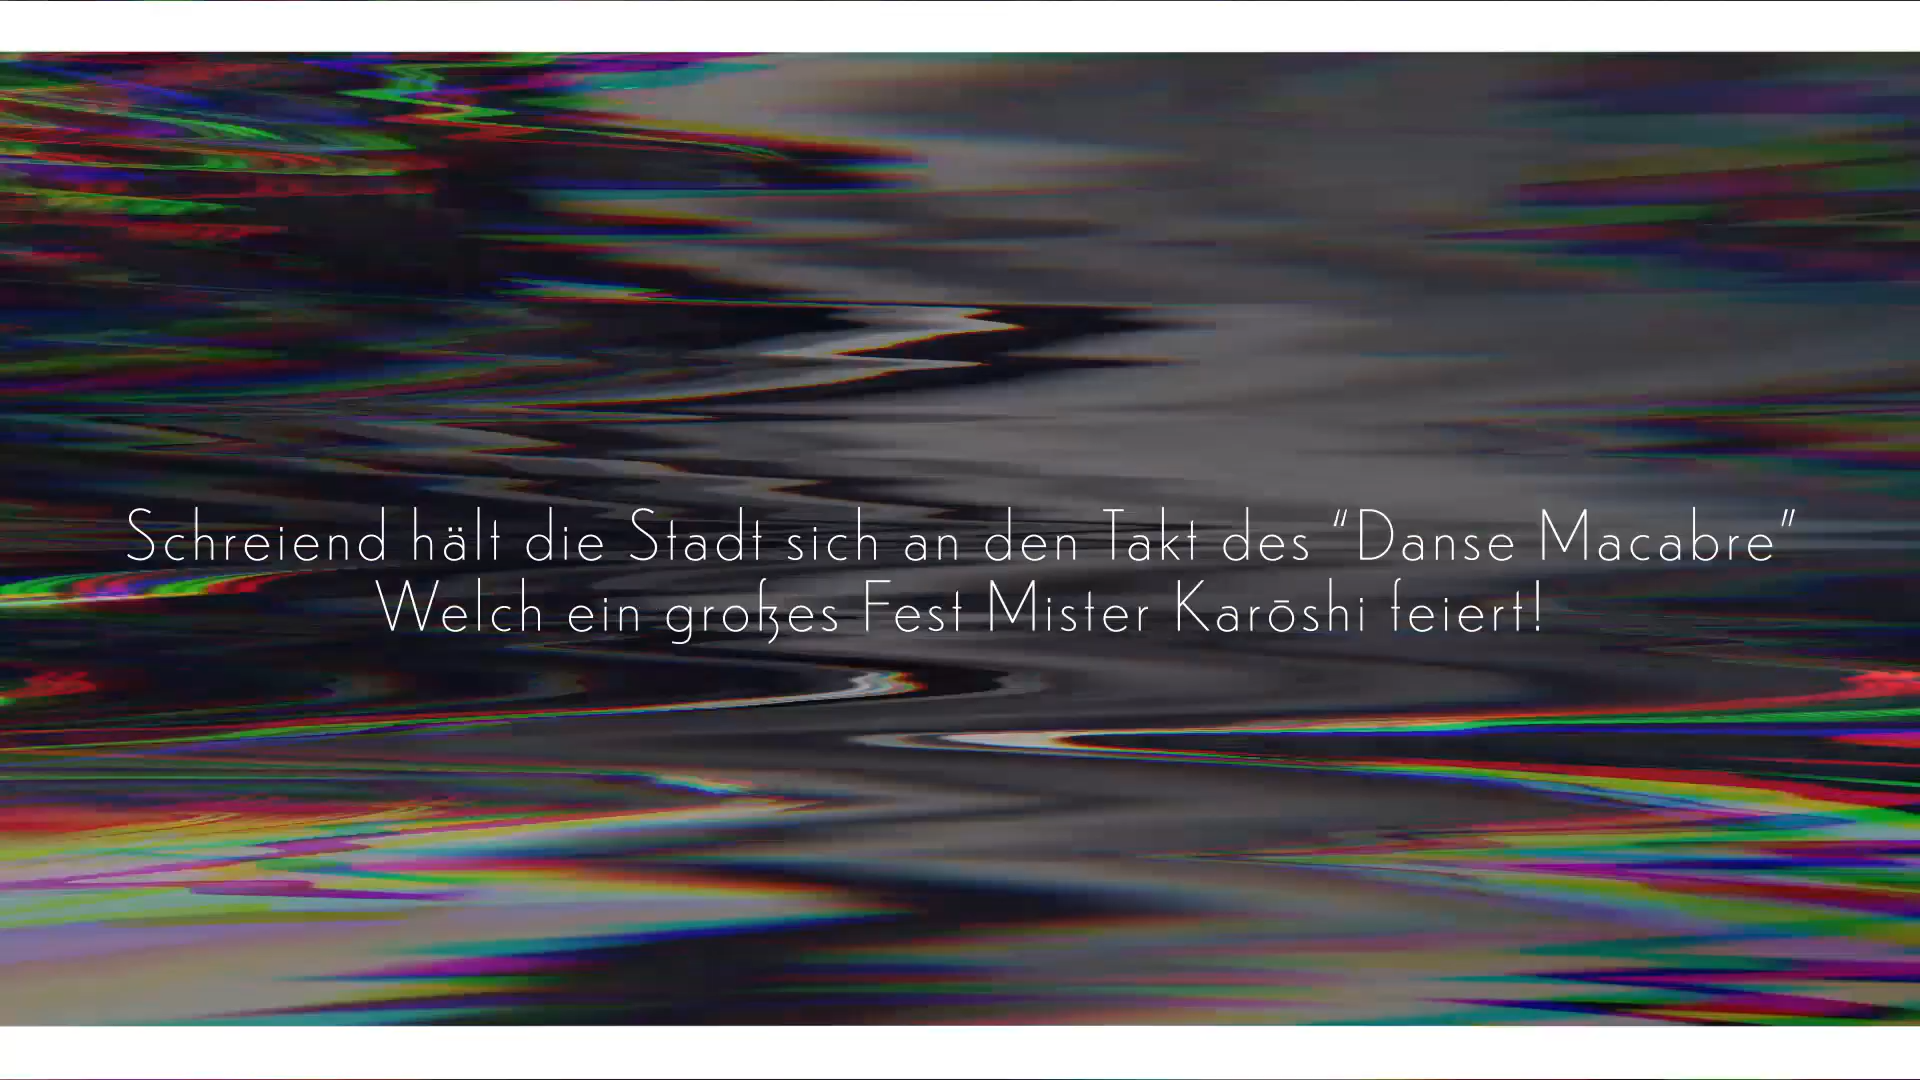 Schreiend hält die Stadt sich an den Takt des “Danse Macabre”
Welch ein großes Fest Mister Karōshi feiert!